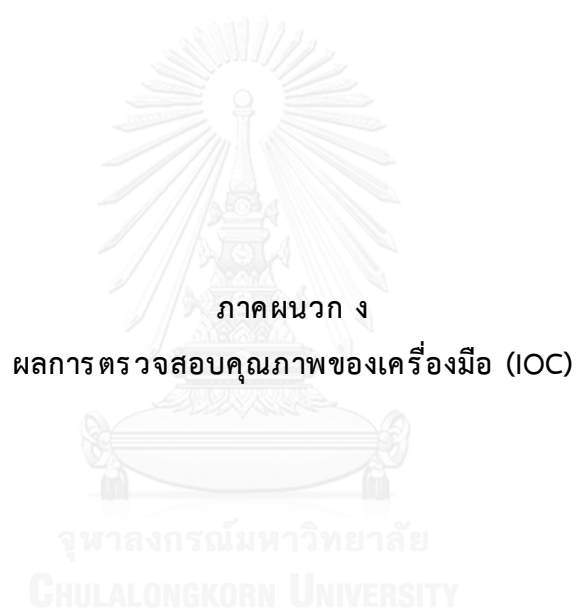 ภาคผนวก ง
ผลการตรวจสอบคุณภาพของเครื่องมือ (IOC)
จุฬาลงกรณ์มหาวิทยาลัย
CHULALONGKORN UNIVERSITY